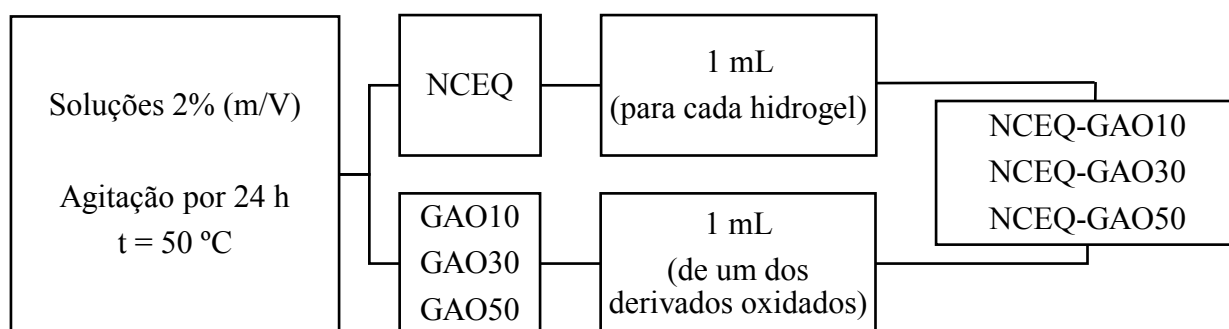 Soluções 2% (m/V)
Agitação por 24 h
t = 50 ºC
NCEQ
1 mL
(para cada hidrogel)
GAO10
GAO30
GAO50
1 mL
(de um dos
derivados oxidados)
NCEQ-GAO10
NCEQ-GAO30
NCEQ-GAO50